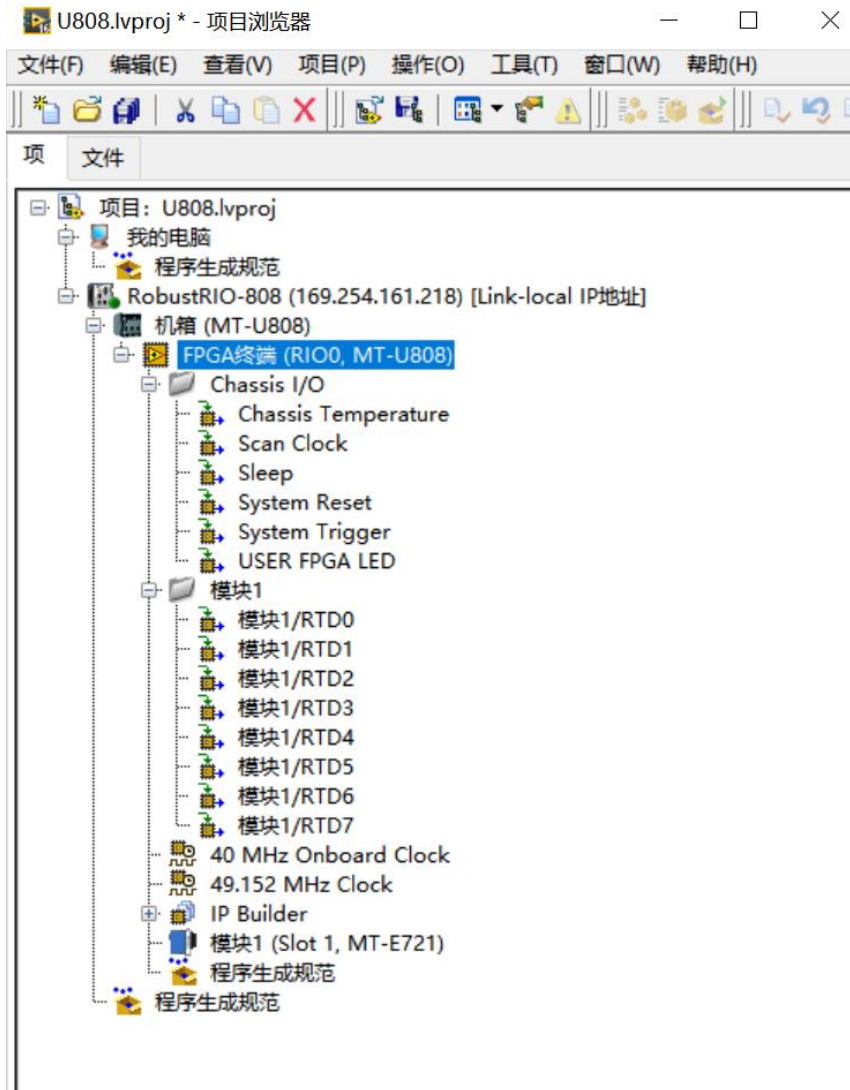 U808.lvproj * - 项目浏览器
文件(F) 编辑(E) 查看(V) 项目(P) 操作(O) 工具(T) 窗口(W) 帮助(H)
项 文件
项目：U808.lvproj
我的电脑
程序生成规范
RobustRIO-808 (169.254.161.218) [Link-local IP地址]
机箱 (MT-U808)
FPGA终端 (RIO0, MT-U808)
Chassis I/O
Chassis Temperature
Scan Clock
Sleep
System Reset
System Trigger
USER FPGA LED
模块1
模块1/RTD0
模块1/RTD1
模块1/RTD2
模块1/RTD3
模块1/RTD4
模块1/RTD5
模块1/RTD6
模块1/RTD7
40 MHz Onboard Clock
49.152 MHz Clock
IP Builder
模块1 (Slot 1, MT-E721)
程序生成规范
程序生成规范